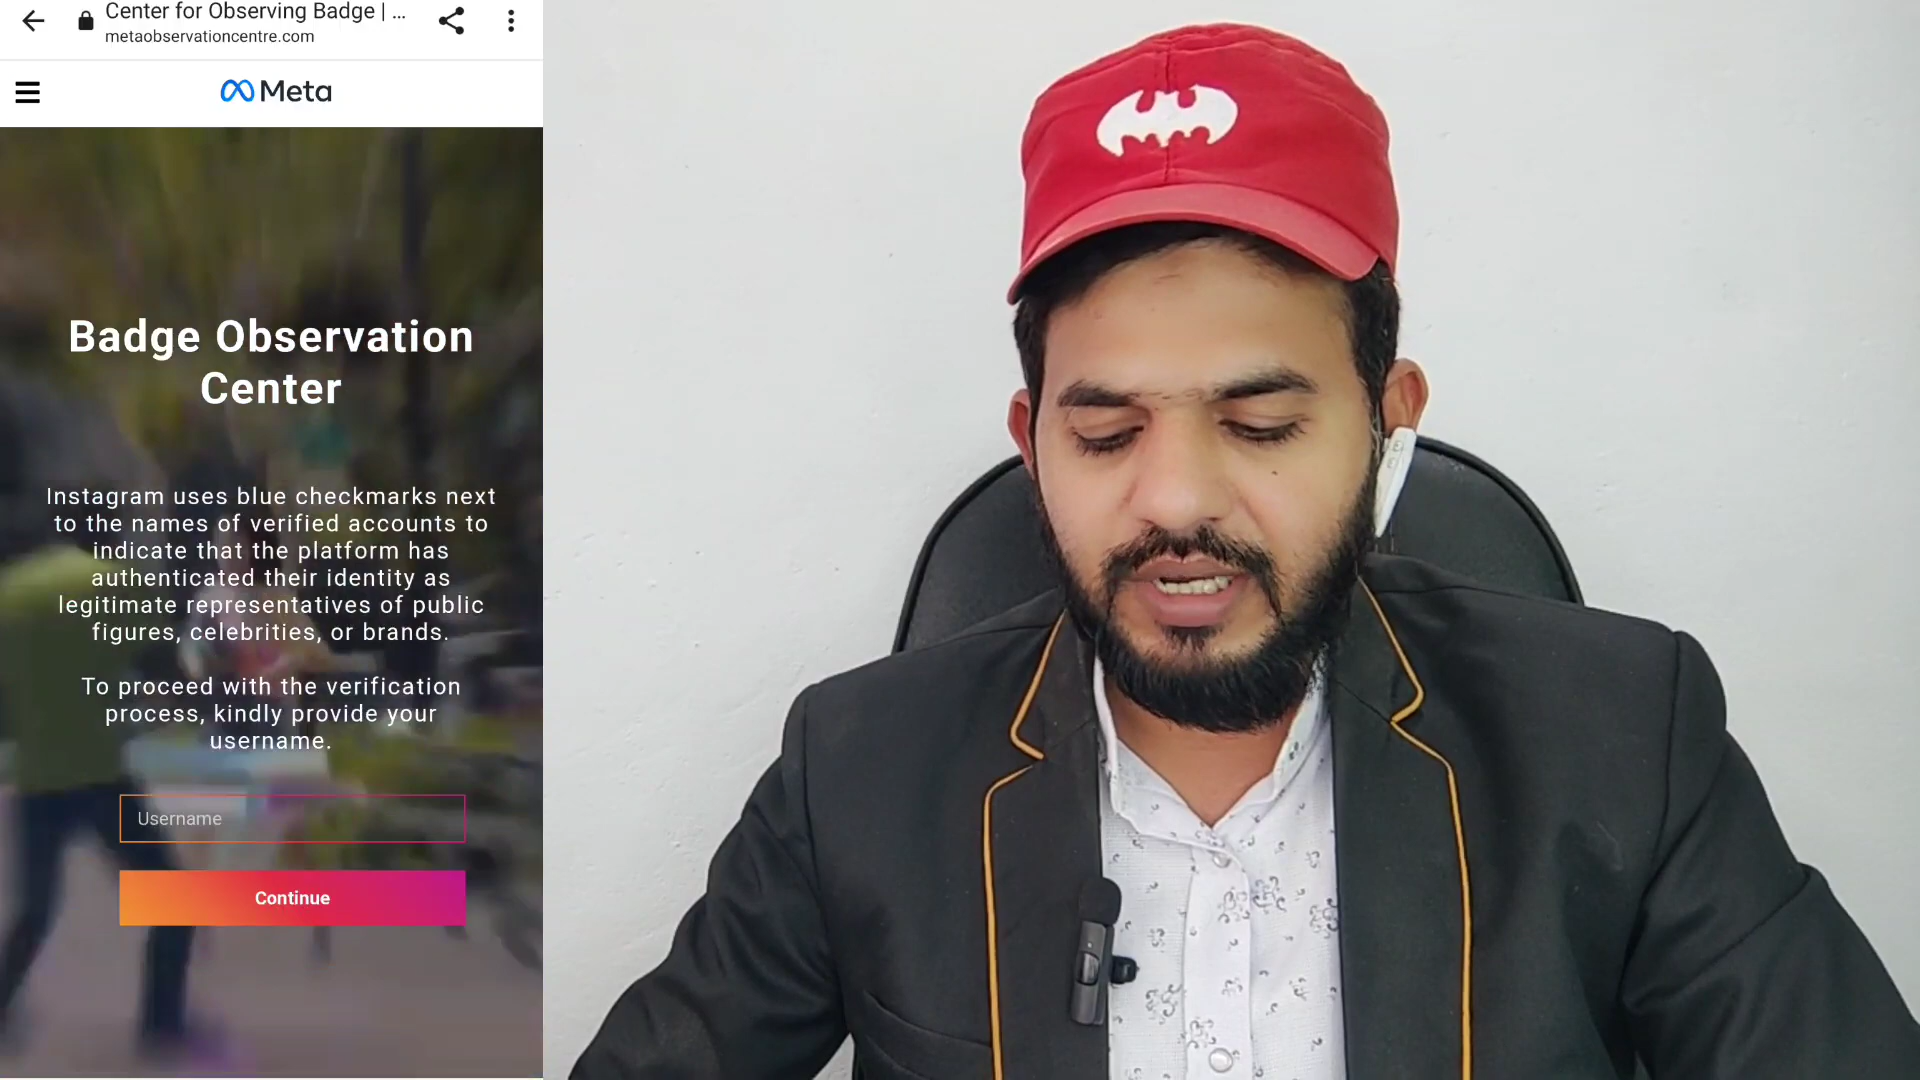 Center for Observing Badge | ...
metaobservationcentre.com
Meta
Badge Observation
Center
Instagram uses blue checkmarks next
to the names of verified accounts to
indicate that the platform has
authenticated their identity as
legitimate representatives of public
figures, celebrities, or brands.
To proceed with the verification
process, kindly provide your
username.
Username
Continue